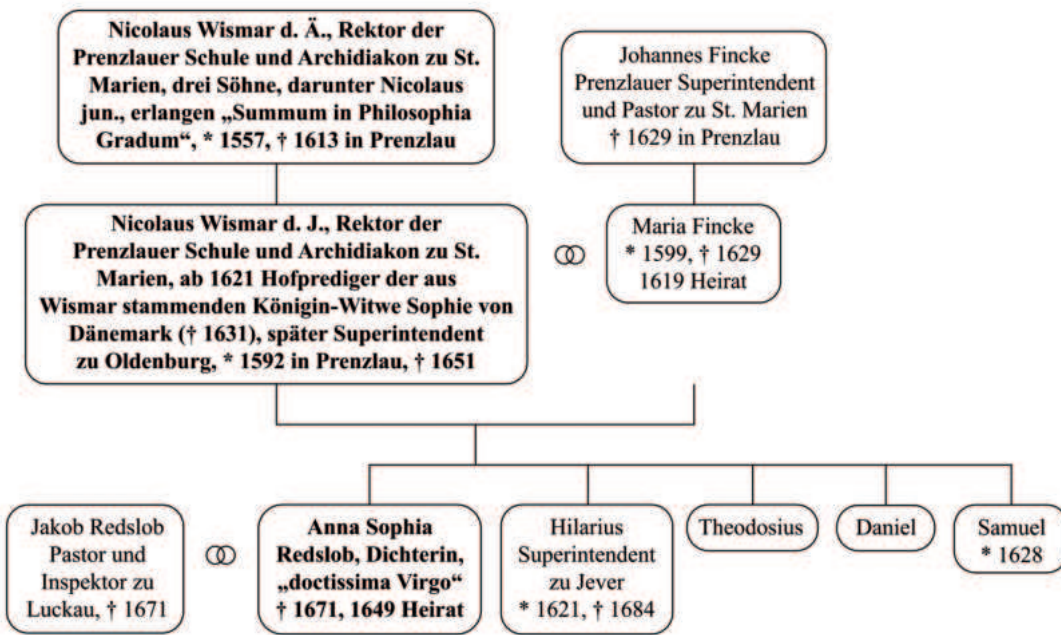 Nicolaus Wismar d. Ä., Rektor der
Prenzlauer Schule und Archidiakon zu St.
Marien, drei Söhne, darunter Nicolaus
jun., erlangen „Summum in Philosophia
Gradum“, * 1557, † 1613 in Prenzlau
Johannes Fincke
Prenzlauer Superintendent
und Pastor zu St. Marien
† 1629 in Prenzlau
Nicolaus Wismar d. J., Rektor der
Prenzlauer Schule und Archidiakon zu St.
Marien, ab 1621 Hofprediger der aus
Wismar stammenden Königin-Witwe Sophie von
Dänemark († 1631), später Superintendent
zu Oldenburg, * 1592 in Prenzlau, † 1651
Maria Fincke
* 1599, † 1629
1619 Heirat
Jakob Redslob
Pastor und
Inspektor zu
Luckau, † 1671
Anna Sophia
Redslob, Dichterin,
„doctissima Virgo“
† 1671, 1649 Heirat
Hilarius
Superintendent
zu Jever
* 1621, † 1684
Theodosius
Daniel
Samuel
* 1628